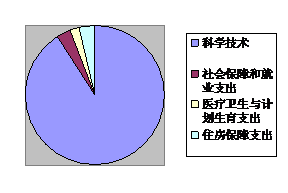 科学技术
社会保障和就
业支出
医疗卫生与计
划生育支出
住房保障支出